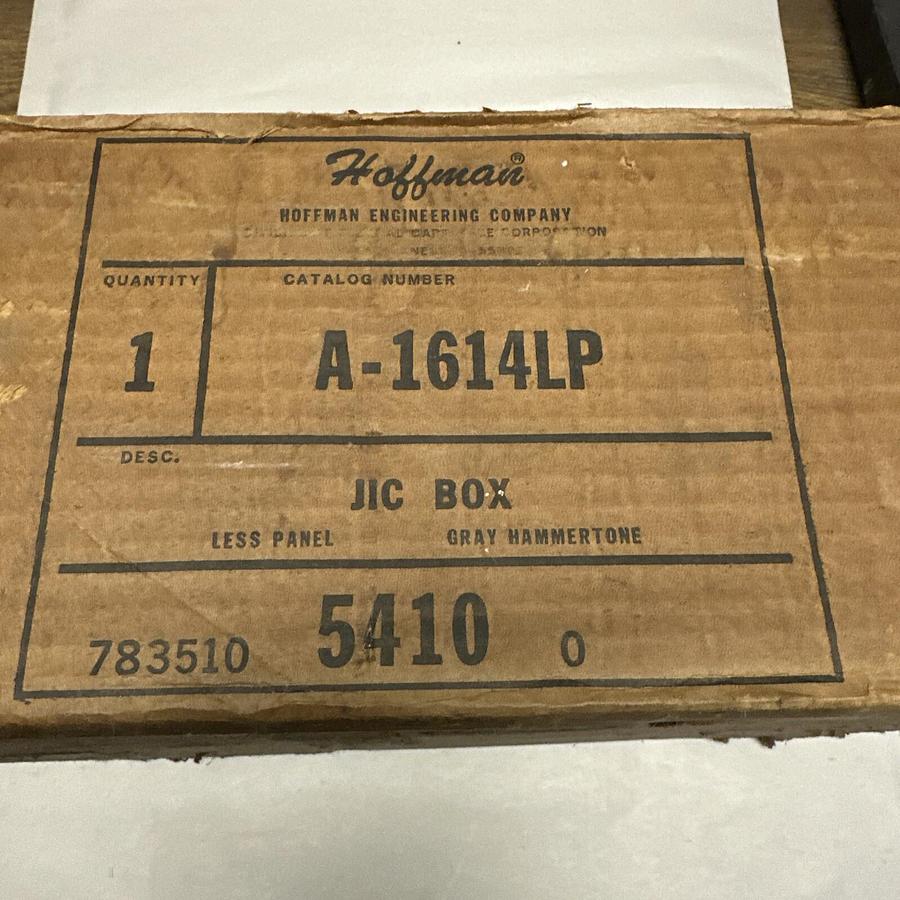 Hoffman®
HOFFMAN ENGINEERING COMPANY
CORPORATION
QUANTITY CATALOG NUMBER
1 A-1614LP
DESC.
JIC BOX
LESS PANEL GRAY HAMMERTONE
783510 5410 0